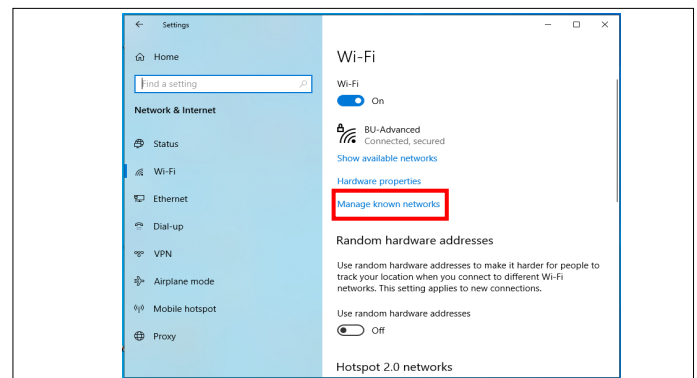 Settings
Home
Find a setting
Network & Internet
Status
Wi-Fi
Ethernet
Dial-up
VPN
Airplane mode
Mobile hotspot
Proxy
Wi-Fi
Wi-Fi
On
BU-Advanced
Connected, secured
Show available networks
Hardware properties
Manage known networks
Random hardware addresses
Use random hardware addresses to make it harder for people to
track your location when you connect to different Wi-Fi
networks. This setting applies to new connections.
Use random hardware addresses
Off
Hotspot 2.0 networks